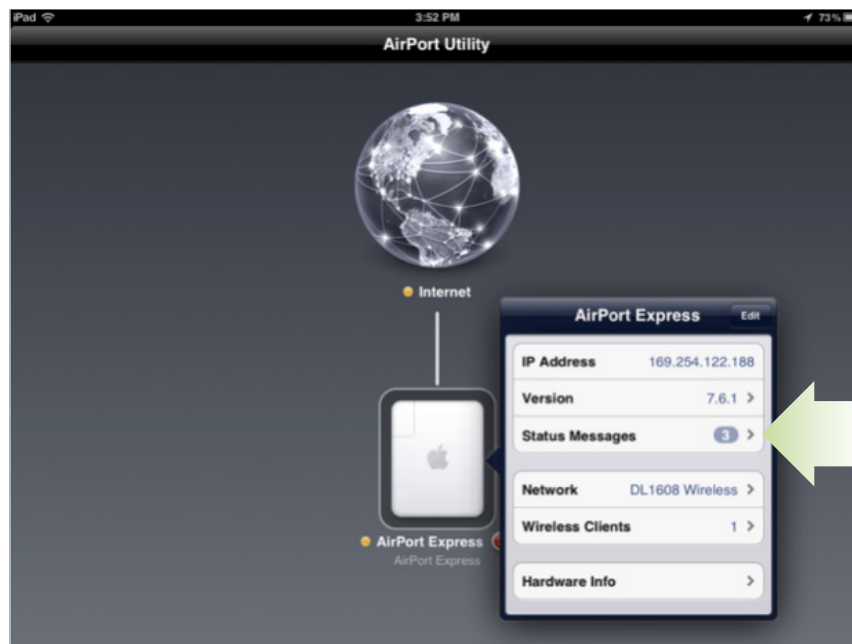 iPad 3:52 PM 73%
AirPort Utility
Internet
AirPort Express Edit
IP Address 169.254.122.188
Version 7.6.1 >
Status Messages 3 >
Network DL1608 Wireless >
Wireless Clients 1 >
Hardware Info >
AirPort Express
AirPort Express